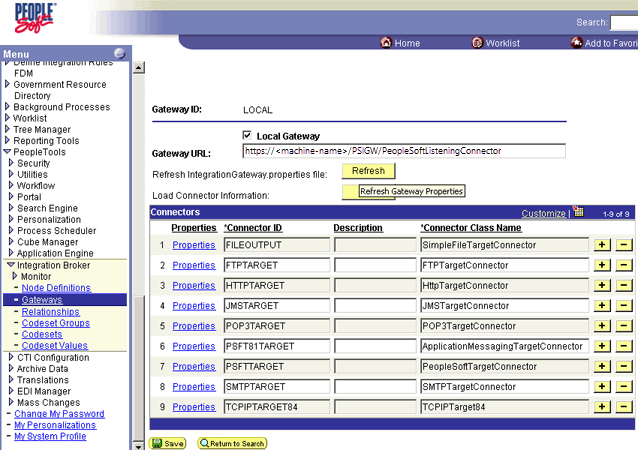 PEOPLE
Soft
Search:
Home Worklist Add to Favori
Menu
Define Integration Rules
FDM
Government Resource
Directory
Background Processes
Worklist
Tree Manager
Reporting Tools
PeopleTools
Security
Utilities
Workflow
Portal
Search Engine
Personalization
Process Scheduler
Cube Manager
Application Engine
Integration Broker
Monitor
Node Definitions
Gateways
Relationships
Codeset Groups
Codesets
Codeset Values
CTI Configuration
Archive Data
Translations
EDI Manager
Mass Changes
Change My Password
My Personalizations
My System Profile
Gateway ID: LOCAL
Local Gateway
Gateway URL: https://<machine-name>/PSIGW/PeopleSoftListeningConnector
Refresh IntegrationGateway.properties file: Refresh
Load Connector Information:
Refresh Gateway Properties
Connectors Customize | 1-9 of 9
Properties *Connector ID Description *Connector Class Name
1 Properties FILEOUTPUT SimpleFileTargetConnector + −
2 Properties FTPTARGET FTPTargetConnector + −
3 Properties HTTPTARGET HttpTargetConnector + −
4 Properties JMSTARGET JMSTargetConnector + −
5 Properties POP3TARGET POP3TargetConnector + −
6 Properties PSFT81TARGET ApplicationMessagingTargetConnector + −
7 Properties PSFTTARGET PeopleSoftTargetConnector + −
8 Properties SMTPTARGET SMTPTargetConnector + −
9 Properties TCPIPTARGET84 TCPIPTarget84 + −
Save Return to Search